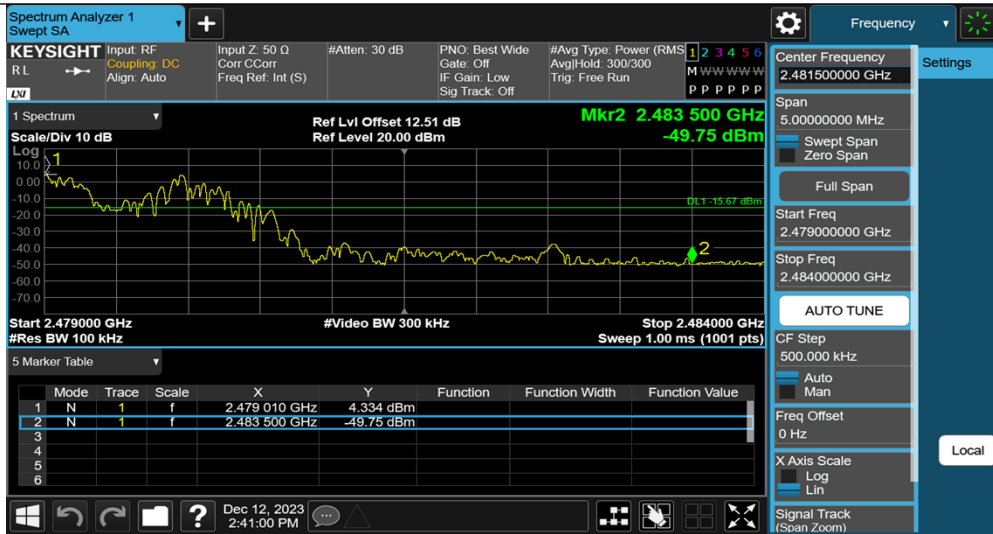 Spectrum Analyzer 1
Swept SA
+
Frequency
KEYSIGHT
R L
LXI
Input: RF
Coupling: DC
Align: Auto
Input Z: 50 Ω
Corr CCorr
Freq Ref: Int (S)
#Atten: 30 dB
PNO: Best Wide
Gate: Off
IF Gain: Low
Sig Track: Off
#Avg Type: Power (RMS
Avg|Hold: 300/300
Trig: Free Run
1 2 3 4 5 6
M W W W W W
P P P P P P
1 Spectrum
Scale/Div 10 dB
Ref Lvl Offset 12.51 dB
Ref Level 20.00 dBm
Mkr2 2.483 500 GHz
-49.75 dBm
Log
10.0
0.00
-10.0
-20.0
-30.0
-40.0
-50.0
-60.0
-70.0
1
DL1 -15.67 dBm
2
Start 2.479000 GHz
#Video BW 300 kHz
Stop 2.484000 GHz
#Res BW 100 kHz
Sweep 1.00 ms (1001 pts)
5 Marker Table
Mode Trace Scale X Y Function Function Width Function Value
1 N 1 f 2.479 010 GHz 4.334 dBm
2 N 1 f 2.483 500 GHz -49.75 dBm
3
4
5
6
?
Dec 12, 2023
2:41:00 PM
Center Frequency
2.481500000 GHz
Span
5.00000000 MHz
Swept Span
Zero Span
Full Span
Start Freq
2.479000000 GHz
Stop Freq
2.484000000 GHz
AUTO TUNE
CF Step
500.000 kHz
Auto
Man
Freq Offset
0 Hz
X Axis Scale
Log
Lin
Signal Track
(Span Zoom)
Settings
Local